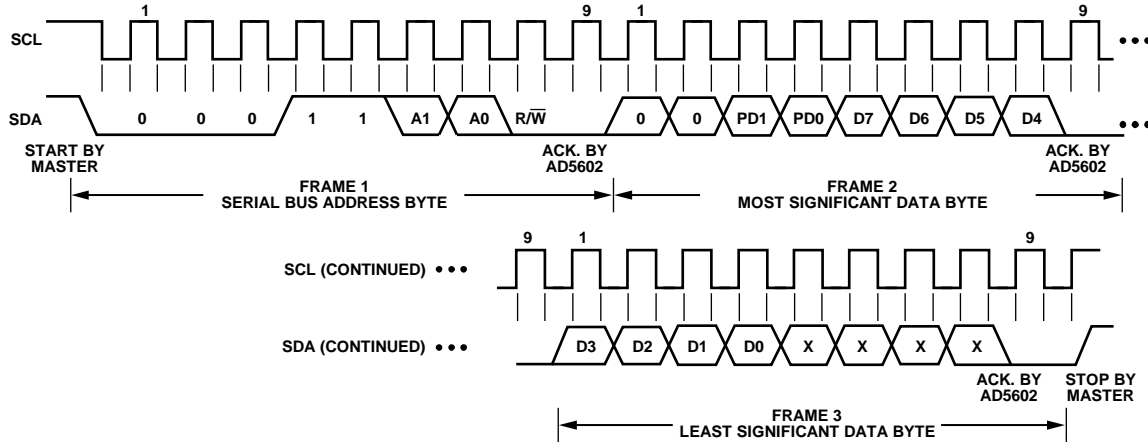 1 9 1 9
SCL •••
SDA 0 0 0 1 1 A1 A0 R/W̅ 0 0 PD1 PD0 D7 D6 D5 D4 •••
START BY
MASTER
ACK. BY
AD5602
ACK. BY
AD5602
FRAME 1
SERIAL BUS ADDRESS BYTE
FRAME 2
MOST SIGNIFICANT DATA BYTE
9 1 9
SCL (CONTINUED) •••
SDA (CONTINUED) ••• D3 D2 D1 D0 X X X X
ACK. BY
AD5602
STOP BY
MASTER
FRAME 3
LEAST SIGNIFICANT DATA BYTE